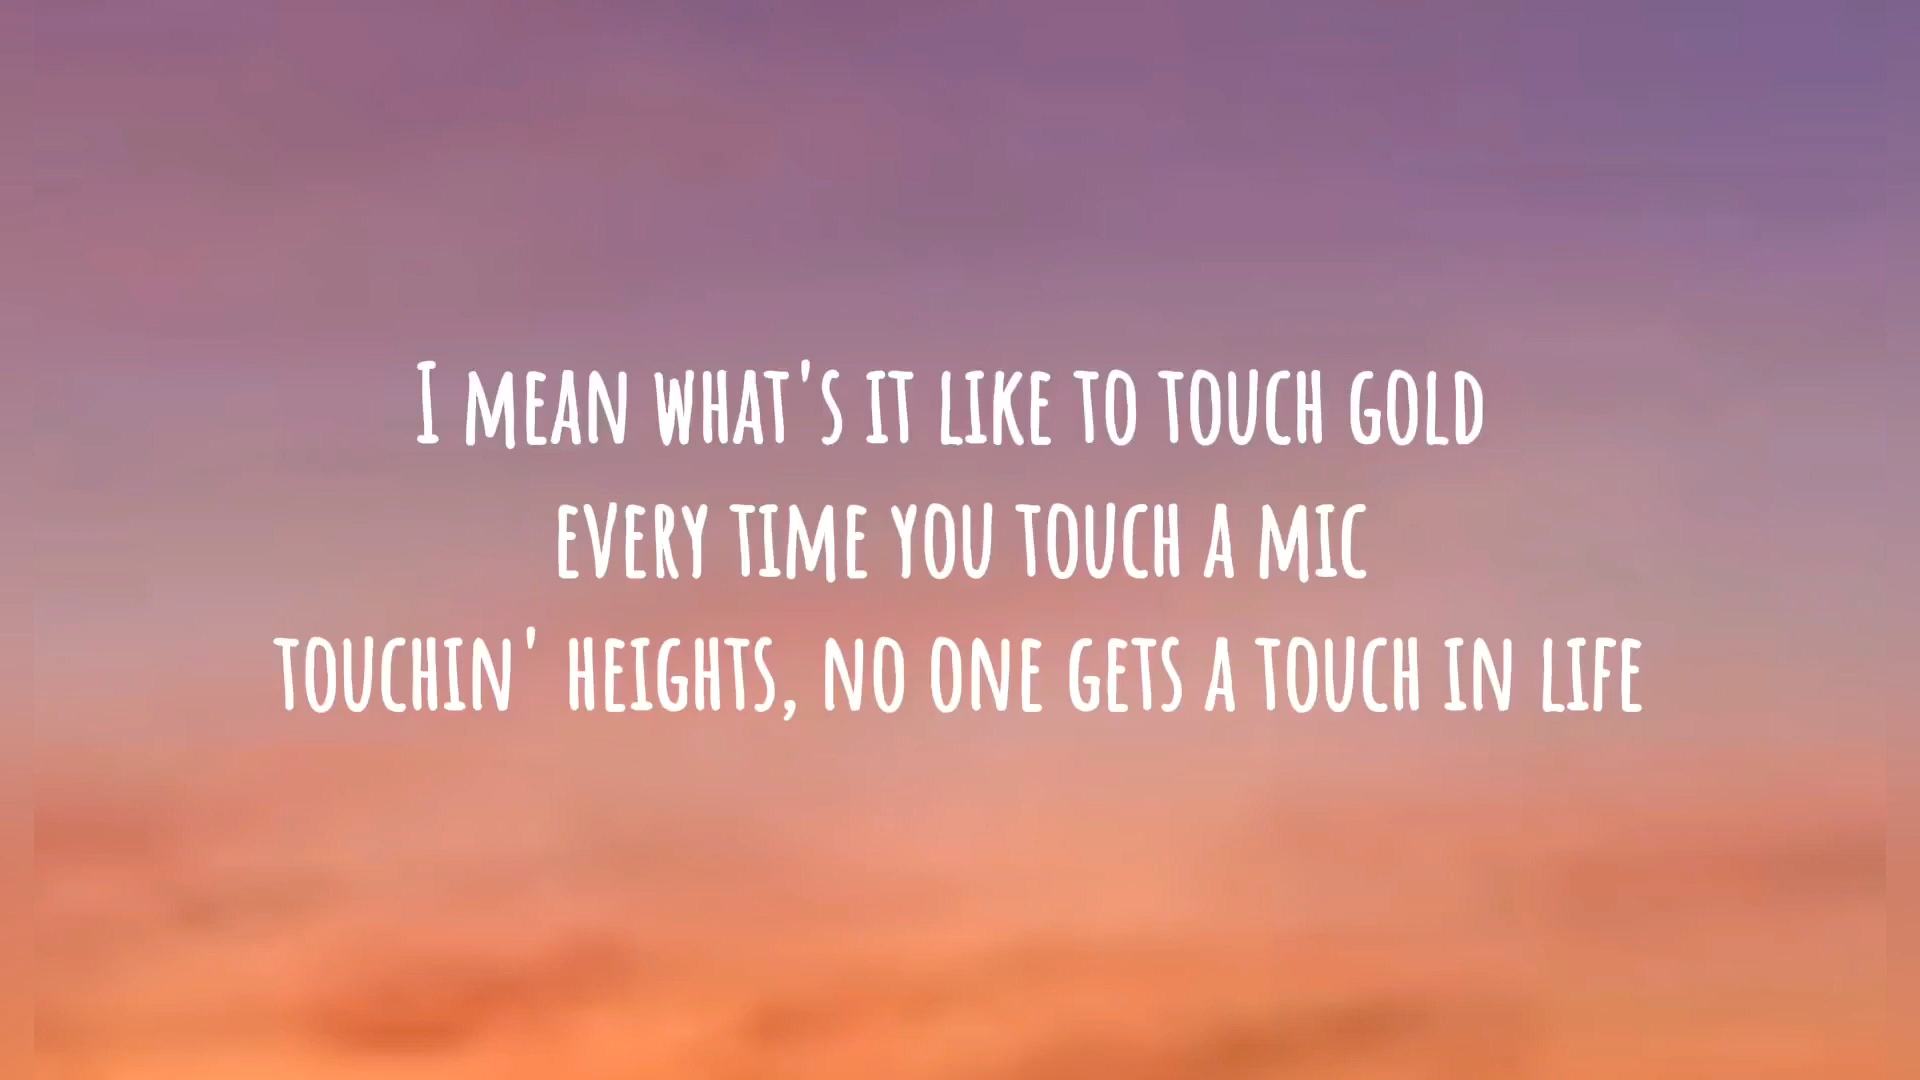 I MEAN WHAT'S IT LIKE TO TOUCH GOLD
EVERY TIME YOU TOUCH A MIC
TOUCHIN' HEIGHTS, NO ONE GETS A TOUCH IN LIFE